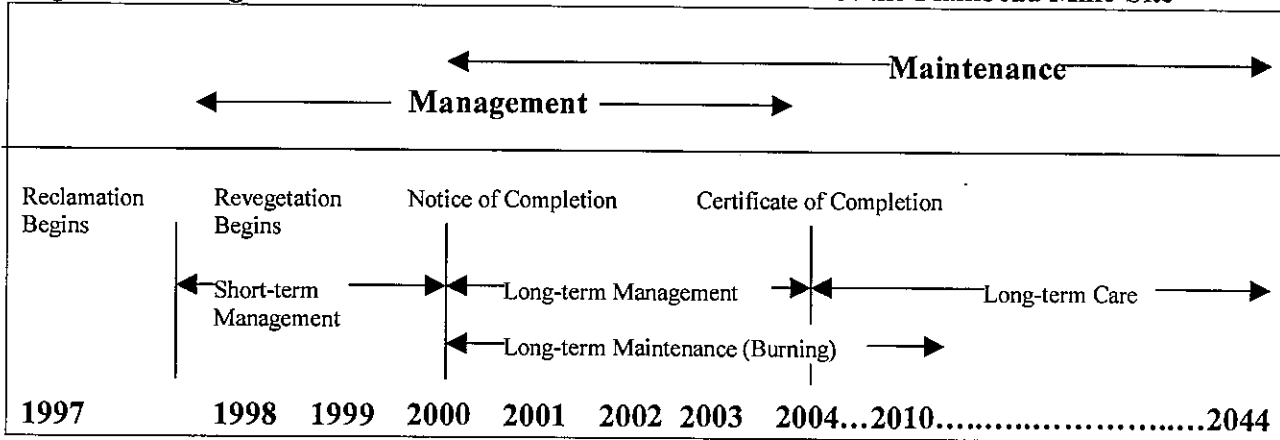 Maintenance
Management
Reclamation Begins
Revegetation Begins
Notice of Completion
Certificate of Completion
Short-term Management
Long-term Management
Long-term Care
Long-term Maintenance (Burning)
1997 1998 1999 2000 2001 2002 2003 2004...2010..............................2044